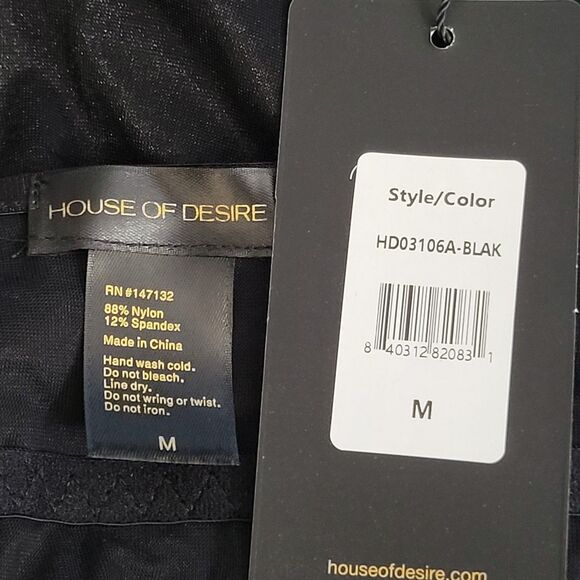 HOUSE OF DESIRE
RN #147132
88% Nylon
12% Spandex
Made in China
Hand wash cold.
Do not bleach.
Line dry.
Do not wring or twist.
Do not iron.
M
Style/Color
HD03106A-BLAK
8 40312 82083 1
M
houseofdesire.com